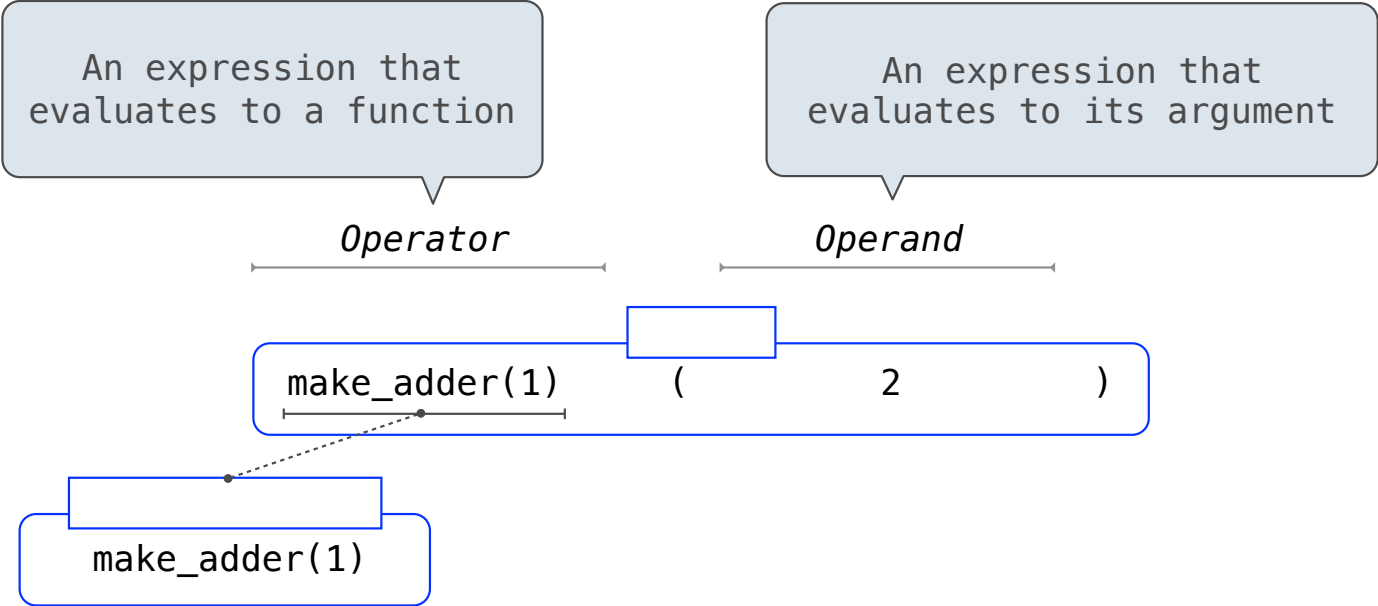 An expression that
evaluates to a function
An expression that
evaluates to its argument
Operator
Operand
make_adder(1) ( 2 )
make_adder(1)